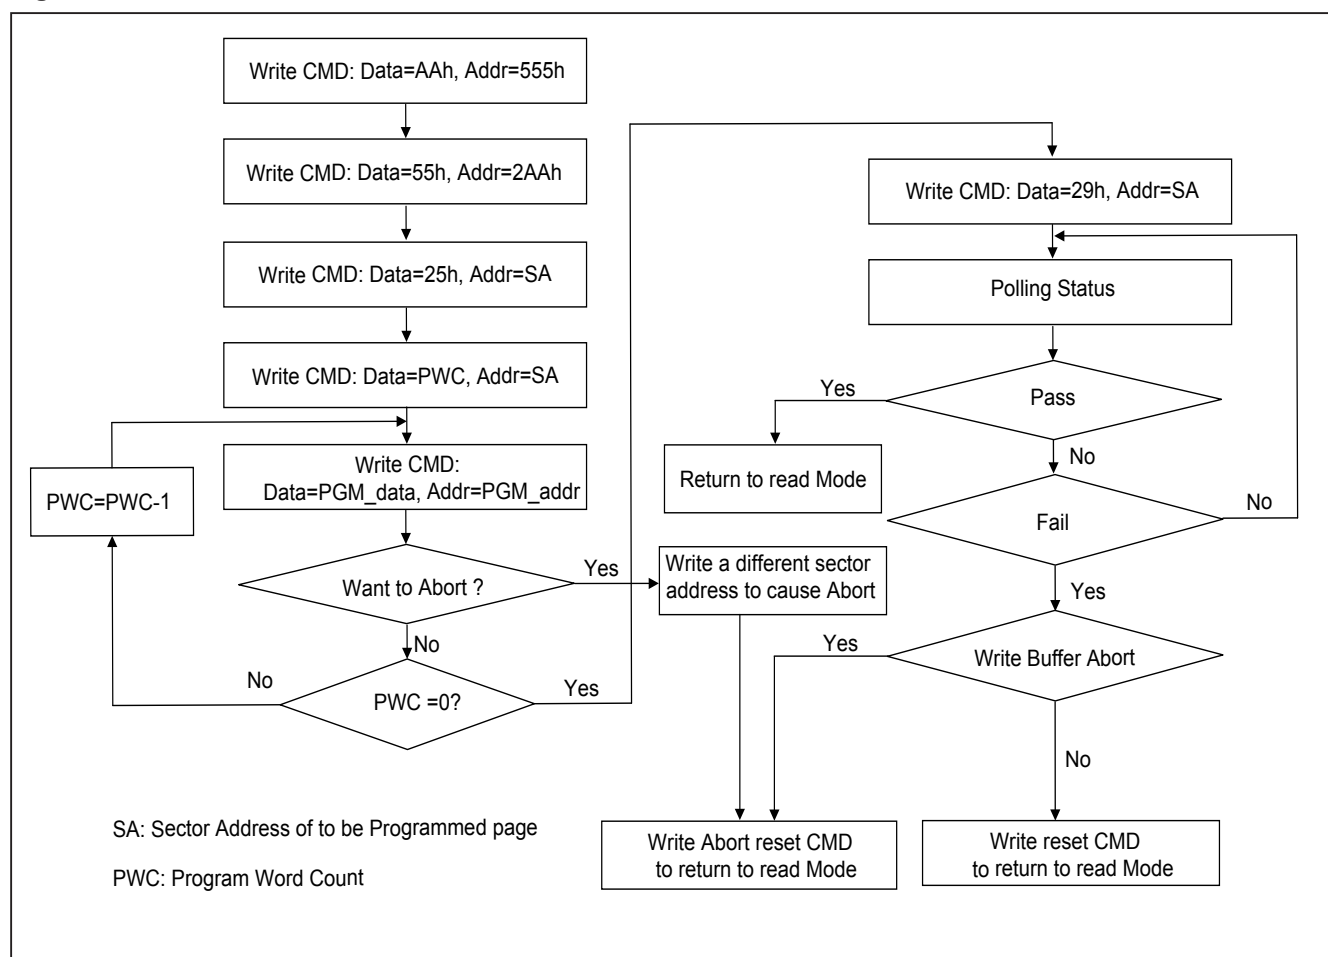 Write CMD: Data=AAh, Addr=555h
Write CMD: Data=55h, Addr=2AAh
Write CMD: Data=25h, Addr=SA
Write CMD: Data=PWC, Addr=SA
Write CMD:
Data=PGM_data, Addr=PGM_addr
PWC=PWC-1
Want to Abort ?
Yes
No
PWC =0?
No
Yes
Write a different sector
address to cause Abort
Write CMD: Data=29h, Addr=SA
Polling Status
Pass
Yes
No
Return to read Mode
Fail
No
Yes
Write Buffer Abort
Yes
No
Write Abort reset CMD
to return to read Mode
Write reset CMD
to return to read Mode
SA: Sector Address of to be Programmed page
PWC: Program Word Count